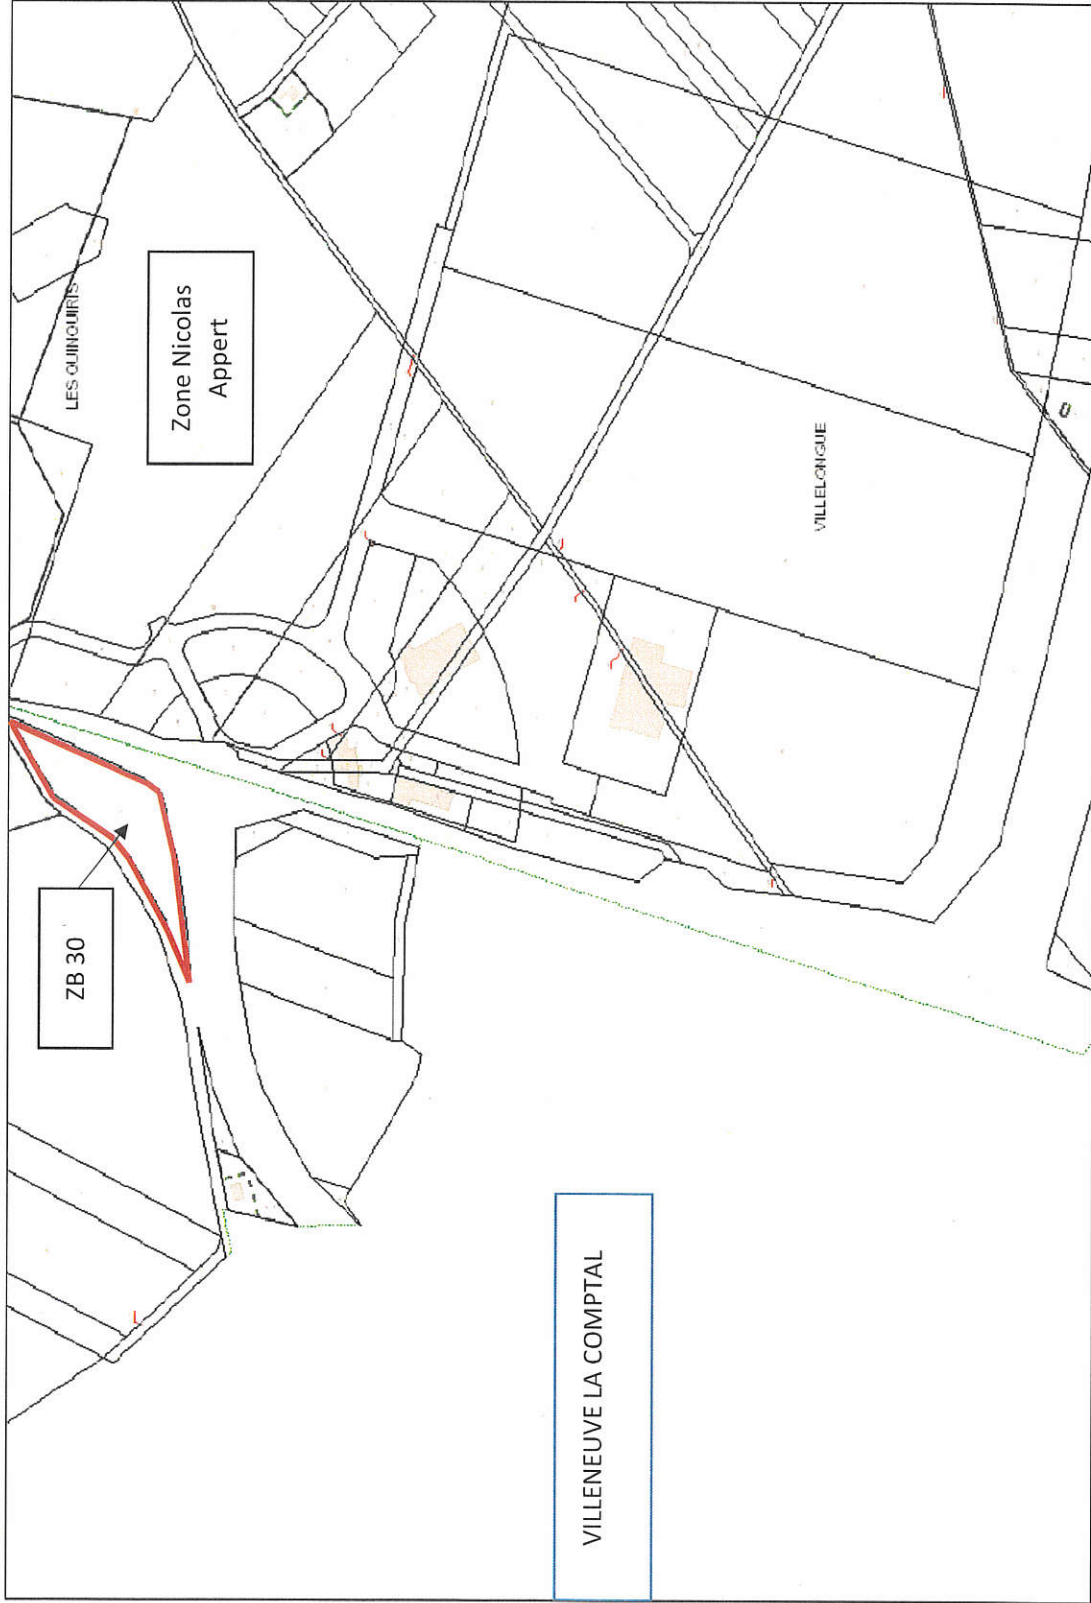 LES QUINQUIRIS
Zone Nicolas
Appert
ZB 30
VILLELONGUE
VILLENEUVE LA COMPTAL